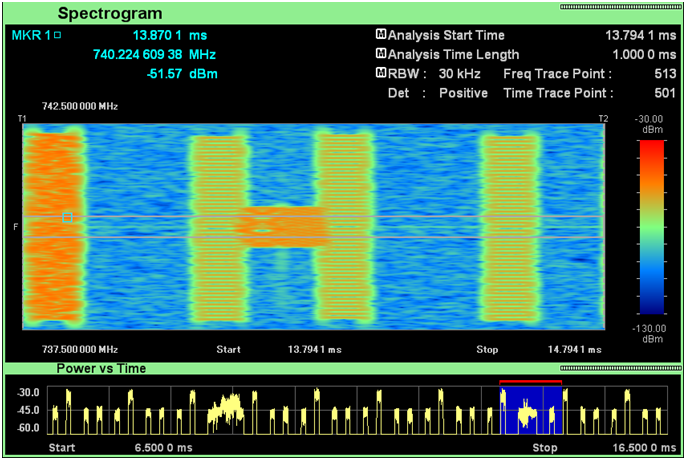 Spectrogram
MKR 1 13.870 1 ms
740.224 609 38 MHz
-51.57 dBm
M Analysis Start Time 13.794 1 ms
M Analysis Time Length 1.000 0 ms
M RBW : 30 kHz Freq Trace Point : 513
Det : Positive Time Trace Point : 501
742.500 000 MHz
T1
T2
-30.00
dBm
F
-130.00
dBm
737.500 000 MHz Start 13.794 1 ms Stop 14.794 1 ms
Power vs Time
-30.0
-45.0
-60.0
Start 6.500 0 ms Stop 16.500 0 ms